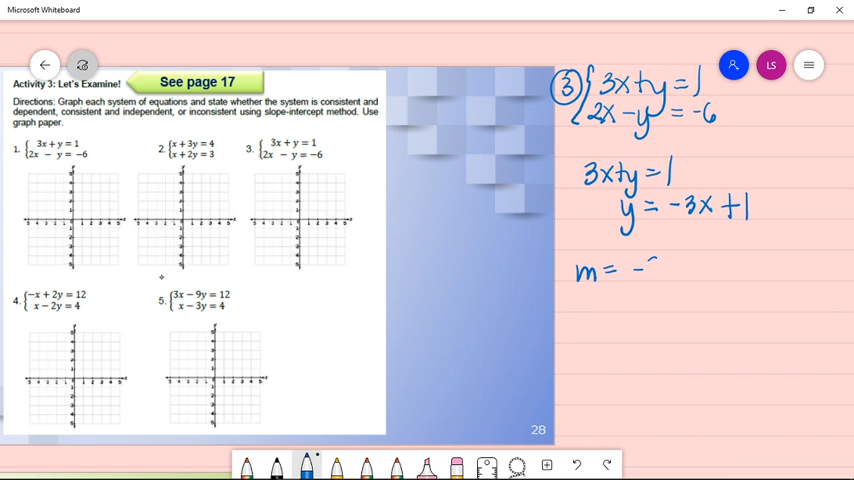 Microsoft Whiteboard
LS
Activity 3: Let's Examine!
See page 17
Directions: Graph each system of equations and state whether the system is consistent and
dependent, consistent and independent, or inconsistent using slope-intercept method. Use
graph paper.
1. { 3x + y = 1
2x − y = −6
2. { x + 3y = 4
x + 2y = 3
3. { 3x + y = 1
2x − y = −6
4. { −x + 2y = 12
x − 2y = 4
5. { 3x − 9y = 12
x − 3y = 4
28
③ { 3x + y = 1
2x − y = −6
3x + y = 1
y = −3x + 1
m = −